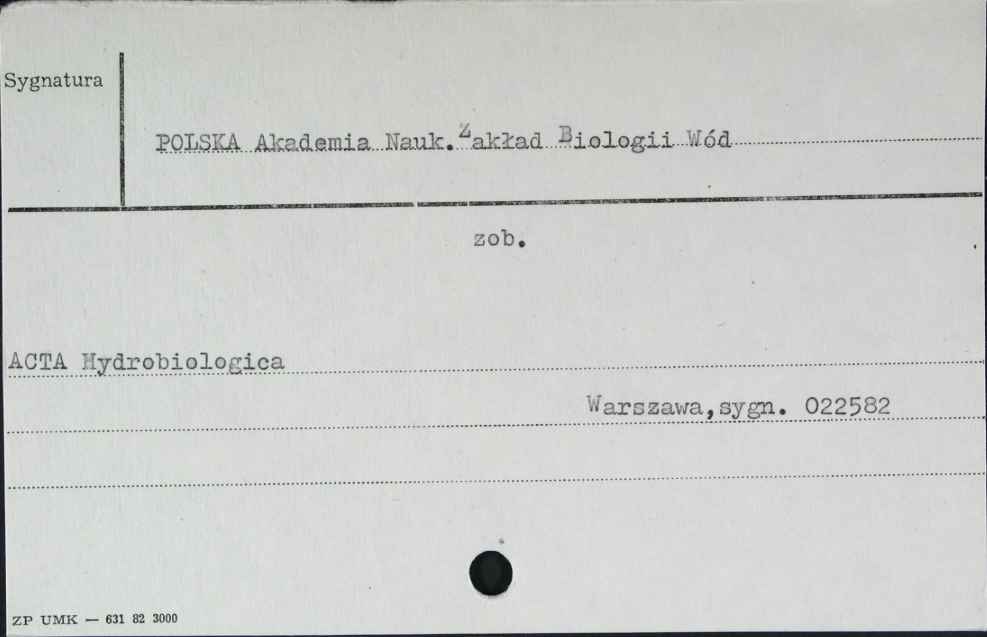 Sygnatura
POLSKA Akademia Nauk. Zakład Biologii Wód
zob.
ACTA Hydrobiologica
Warszawa,sygn. 022582
ZP UMK — 631 82 3000